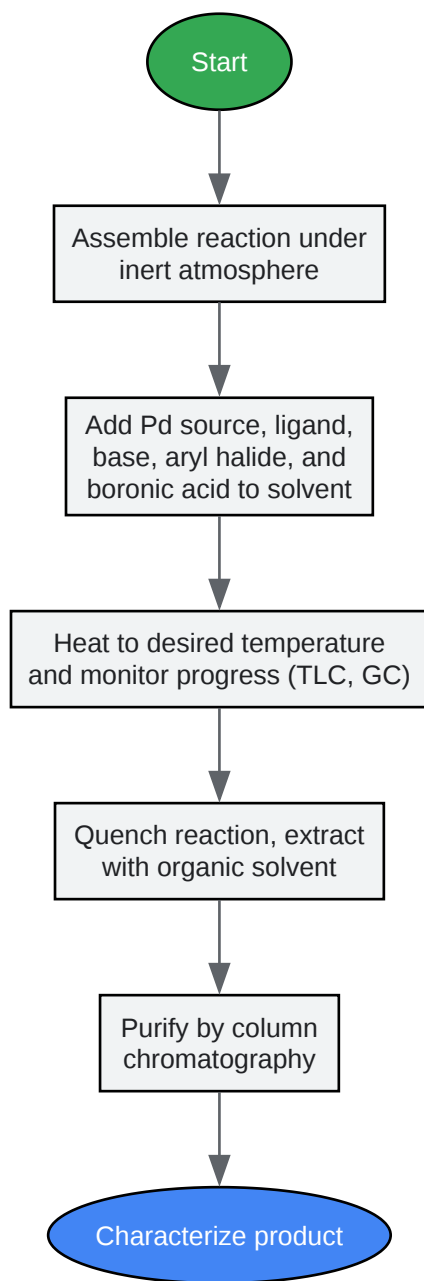 Start
Assemble reaction under
inert atmosphere
Add Pd source, ligand,
base, aryl halide, and
boronic acid to solvent
Heat to desired temperature
and monitor progress (TLC, GC)
Quench reaction, extract
with organic solvent
Purify by column
chromatography
Characterize product